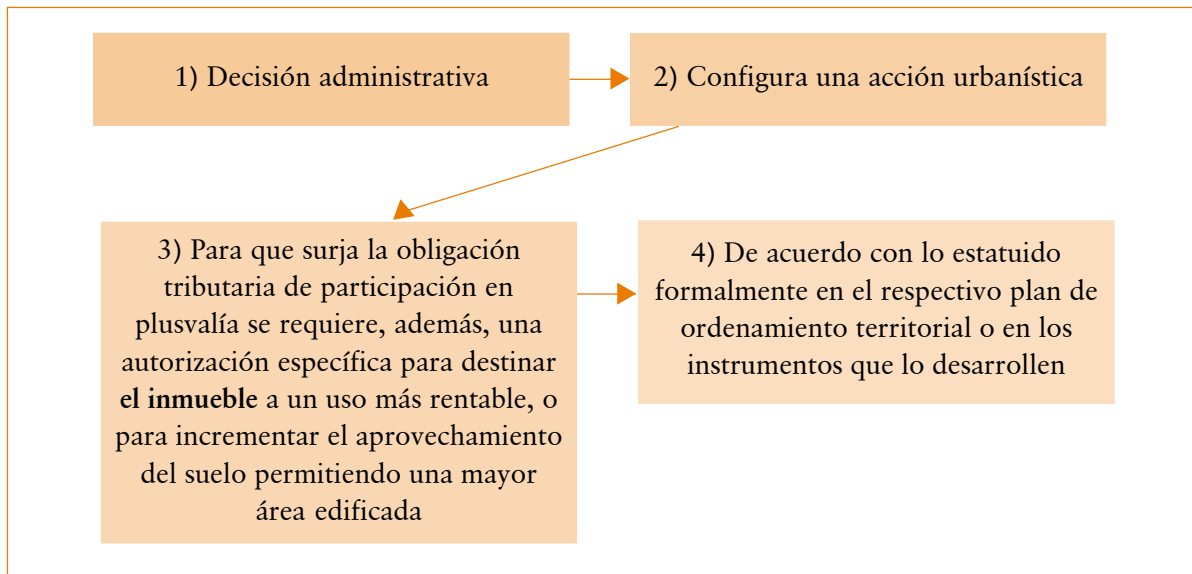 1) Decisión administrativa
2) Configura una acción urbanística
3) Para que surja la obligación
tributaria de participación en
plusvalía se requiere, además, una
autorización específica para destinar
el inmueble a un uso más rentable, o
para incrementar el aprovechamiento
del suelo permitiendo una mayor
área edificada
4) De acuerdo con lo estatuido
formalmente en el respectivo plan de
ordenamiento territorial o en los
instrumentos que lo desarrollen